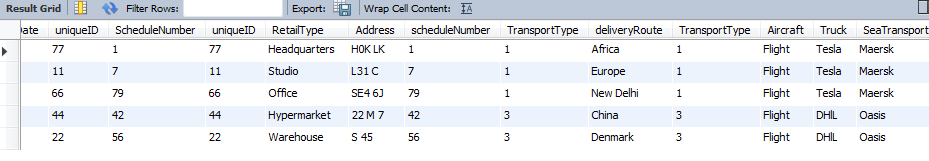 Result Grid Filter Rows: Export: Wrap Cell Content: IA
Date uniqueID ScheduleNumber uniqueID RetailType Address scheduleNumber TransportType deliveryRoute TransportType Aircraft Truck SeaTransport
77 1 77 Headquarters H0K LK 1 1 Africa 1 Flight Tesla Maersk
11 7 11 Studio L31 C 7 1 Europe 1 Flight Tesla Maersk
66 79 66 Office SE4 6J 79 1 New Delhi 1 Flight Tesla Maersk
44 42 44 Hypermarket 22 M 7 42 3 China 3 Flight DHlL Oasis
22 56 22 Warehouse S 45 56 3 Denmark 3 Flight DHlL Oasis